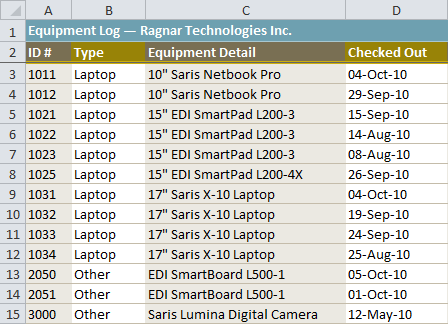 A B C D
1 Equipment Log — Ragnar Technologies Inc.
2 ID # Type Equipment Detail Checked Out
3 1011 Laptop 10" Saris Netbook Pro 04-Oct-10
4 1012 Laptop 10" Saris Netbook Pro 29-Sep-10
5 1021 Laptop 15" EDI SmartPad L200-3 15-Sep-10
6 1022 Laptop 15" EDI SmartPad L200-3 14-Aug-10
7 1023 Laptop 15" EDI SmartPad L200-3 08-Aug-10
8 1025 Laptop 15" EDI SmartPad L200-4X 26-Sep-10
9 1031 Laptop 17" Saris X-10 Laptop 04-Oct-10
10 1032 Laptop 17" Saris X-10 Laptop 19-Sep-10
11 1033 Laptop 17" Saris X-10 Laptop 24-Sep-10
12 1034 Laptop 17" Saris X-10 Laptop 25-Aug-10
13 2050 Other EDI SmartBoard L500-1 05-Oct-10
14 2051 Other EDI SmartBoard L500-1 01-Oct-10
15 3000 Other Saris Lumina Digital Camera 12-May-10